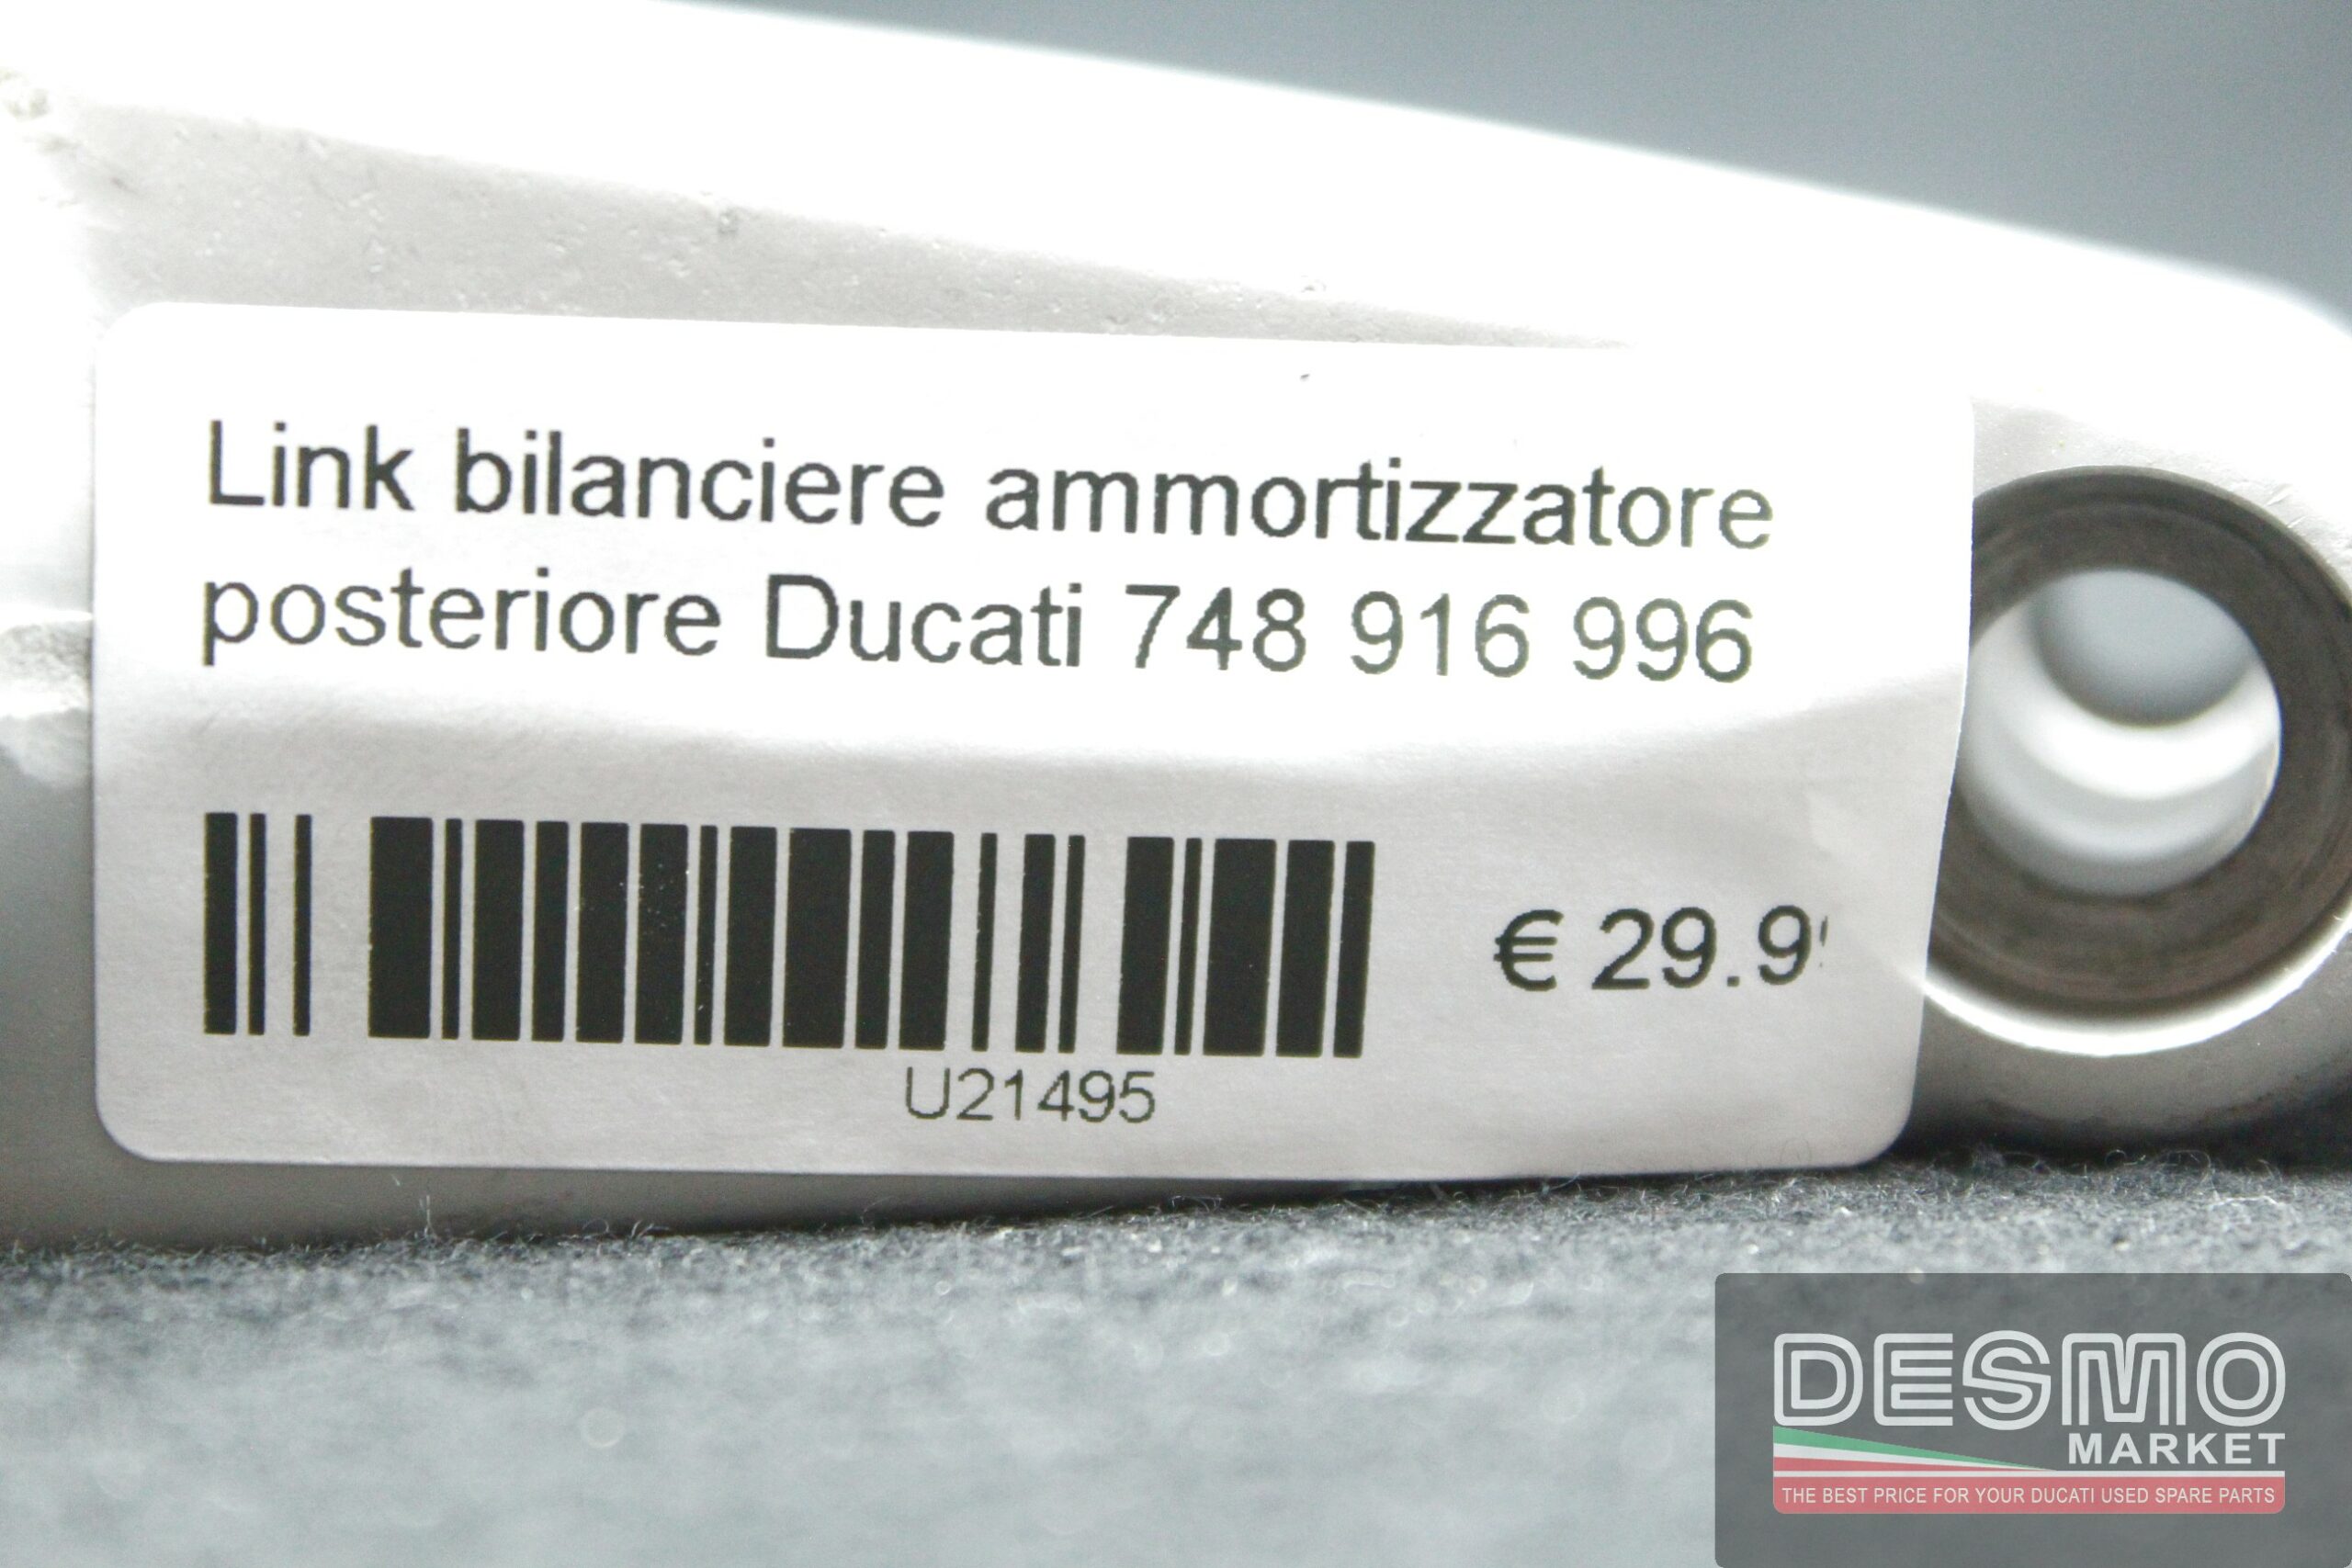 Link bilanciere ammortizzatore
posteriore Ducati 748 916 996
€ 29.9
U21495
DESMO
MARKET
THE BEST PRICE FOR YOUR DUCATI USED SPARE PARTS